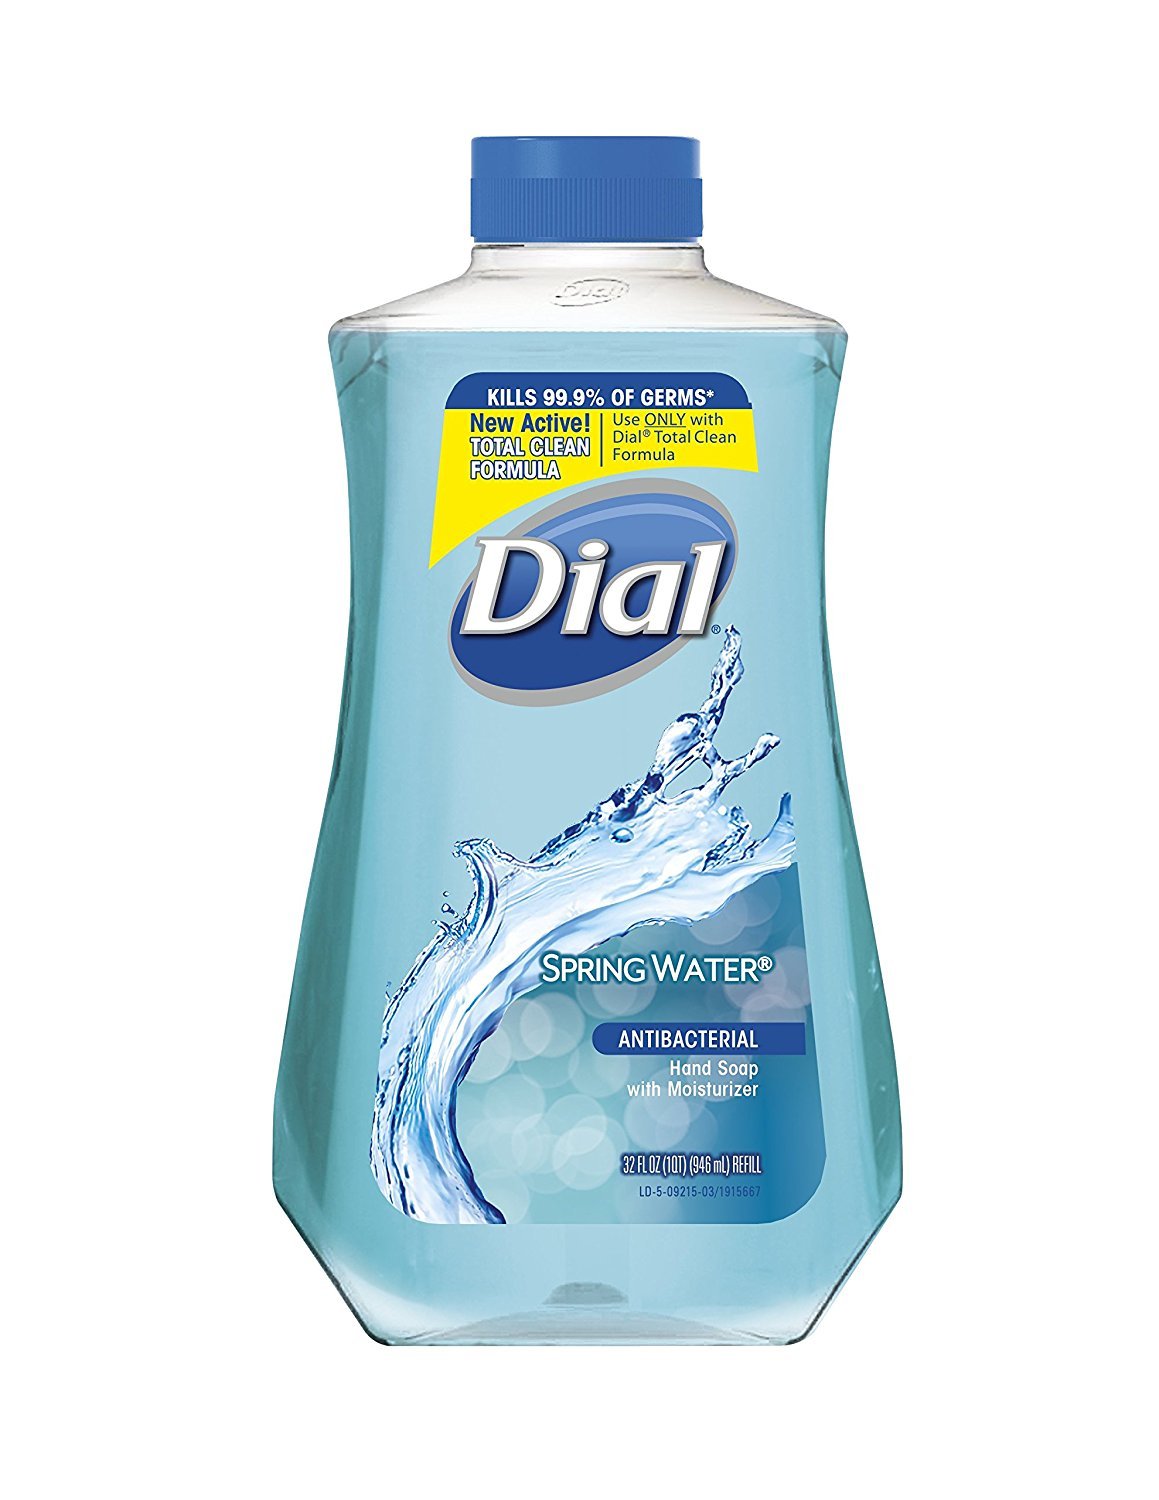 Dial
KILLS 99.9% OF GERMS*
New Active!
TOTAL CLEAN
FORMULA
Use ONLY with
Dial® Total Clean
Formula
Dial®
SPRING WATER®
ANTIBACTERIAL
Hand Soap
with Moisturizer
32 FL OZ (1QT) (946 mL) REFILL
LD-5-09215-03/1915667